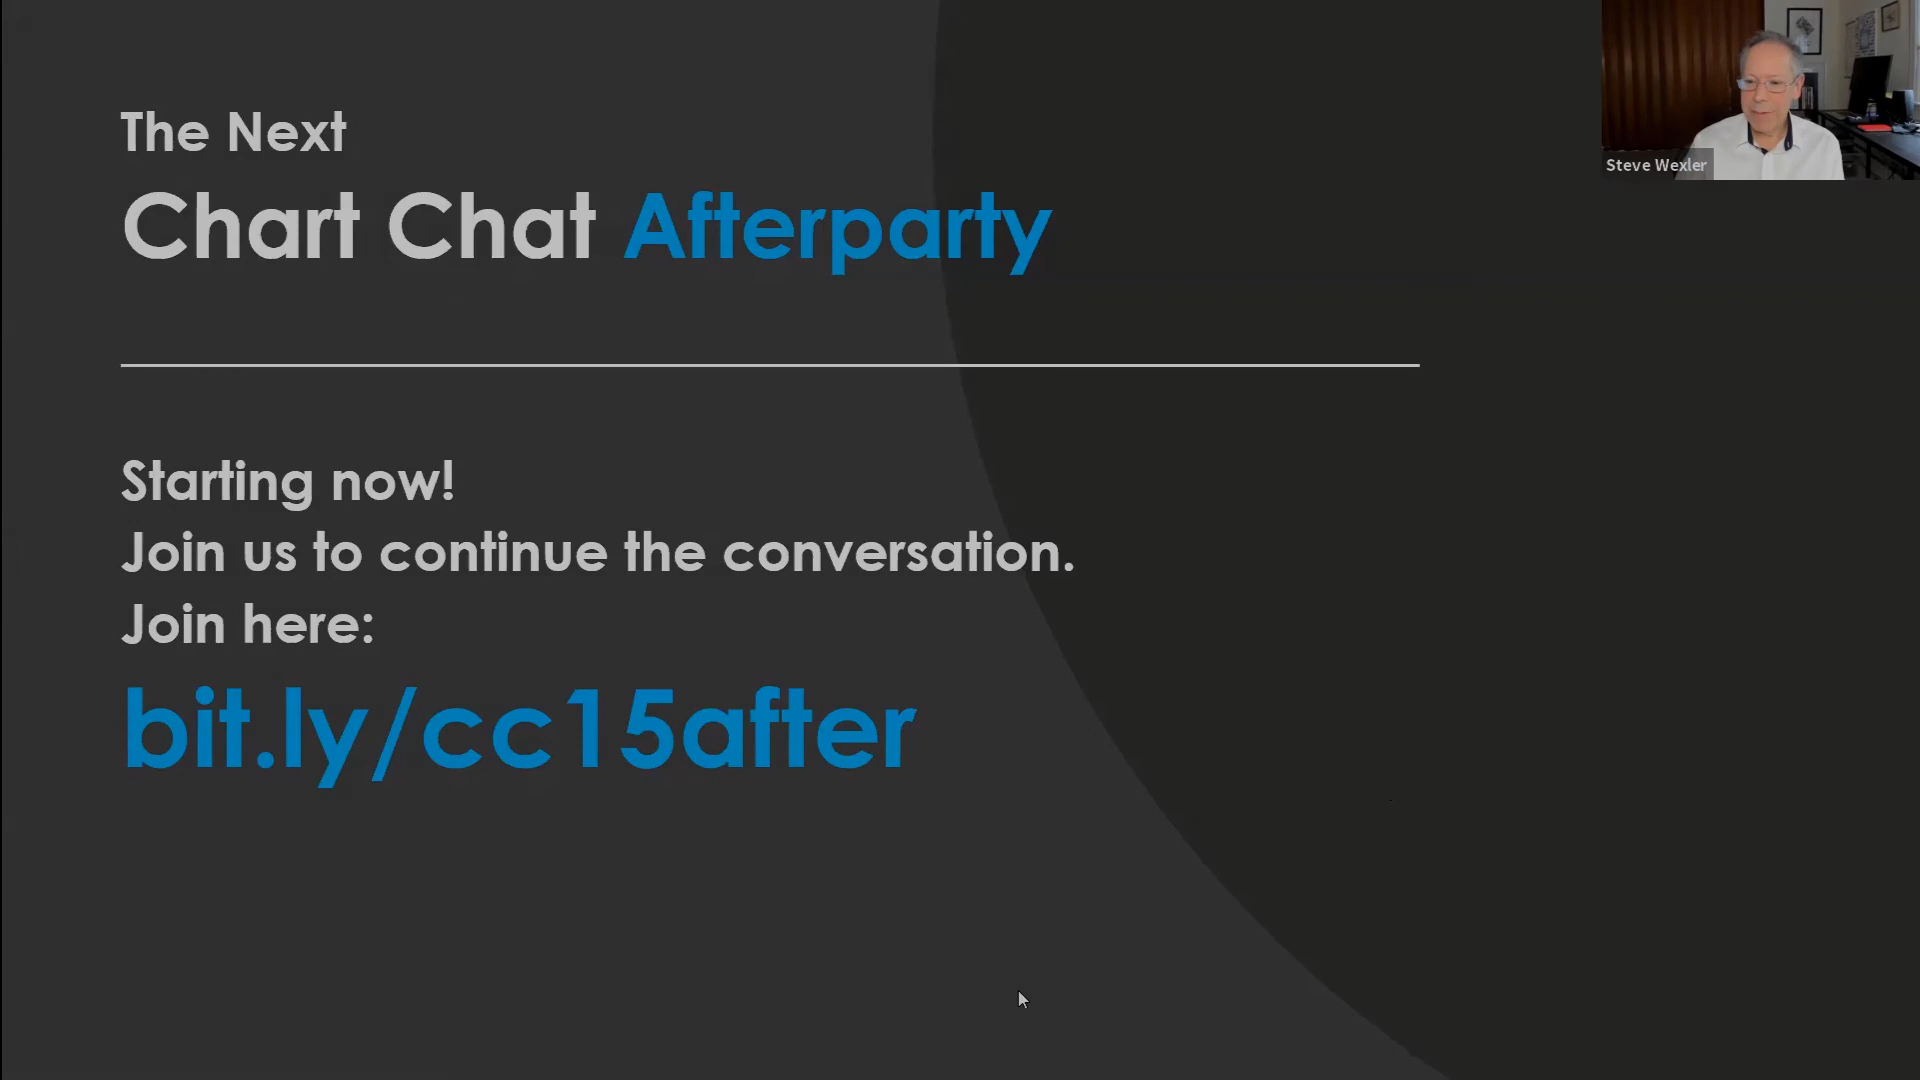 The Next
Chart Chat Afterparty
Starting now!
Join us to continue the conversation.
Join here:
bit.ly/cc15after
Steve Wexler